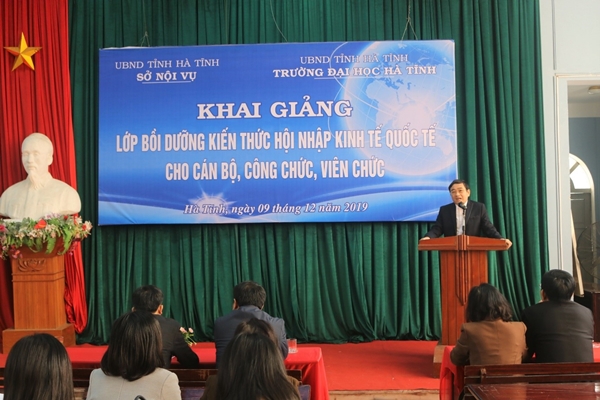 UBND TỈNH HÀ TĨNH
SỞ NỘI VỤ
UBND TỈNH HÀ TĨNH
TRƯỜNG ĐẠI HỌC HÀ TĨNH
KHAI GIẢNG
LỚP BỒI DƯỠNG KIẾN THỨC HỘI NHẬP KINH TẾ QUỐC TẾ
CHO CÁN BỘ, CÔNG CHỨC, VIÊN CHỨC
Hà Tĩnh, ngày 09 tháng 12 năm 2019